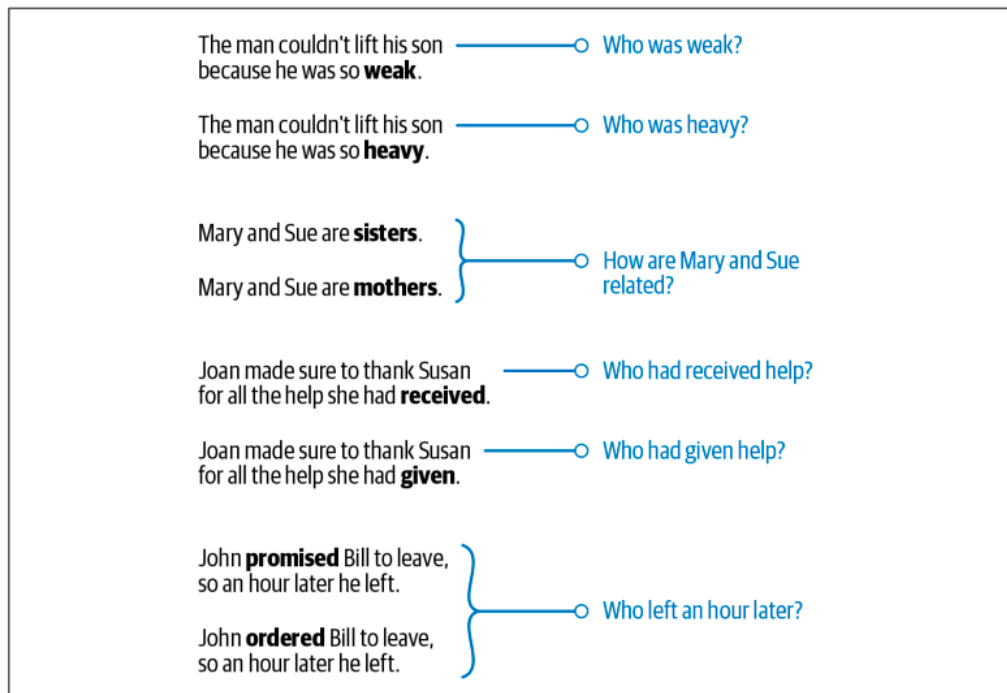 The man couldn't lift his son
because he was so weak.
Who was weak?
The man couldn't lift his son
because he was so heavy.
Who was heavy?
Mary and Sue are sisters.
Mary and Sue are mothers.
How are Mary and Sue
related?
Joan made sure to thank Susan
for all the help she had received.
Who had received help?
Joan made sure to thank Susan
for all the help she had given.
Who had given help?
John promised Bill to leave,
so an hour later he left.
John ordered Bill to leave,
so an hour later he left.
Who left an hour later?